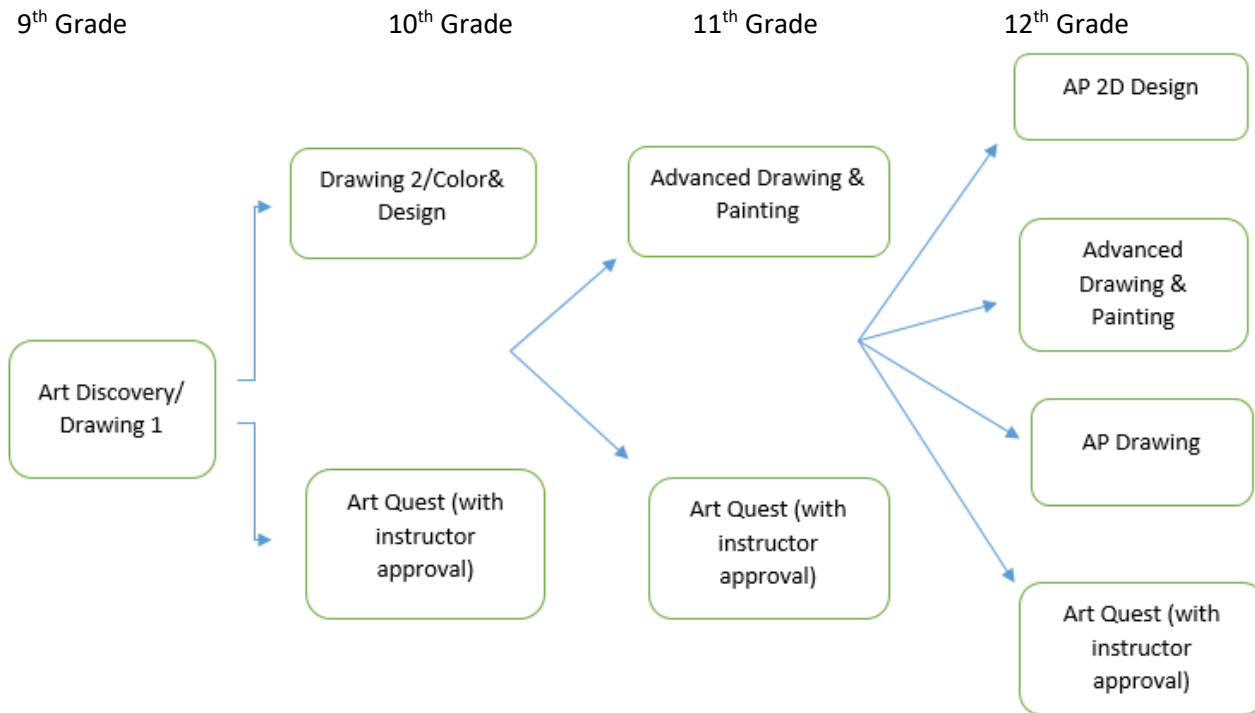 9th Grade
10th Grade
11th Grade
12th Grade
Art Discovery/
Drawing 1
Drawing 2/Color&
Design
Art Quest (with
instructor
approval)
Advanced Drawing &
Painting
Art Quest (with
instructor
approval)
AP 2D Design
Advanced
Drawing &
Painting
AP Drawing
Art Quest (with
instructor
approval)